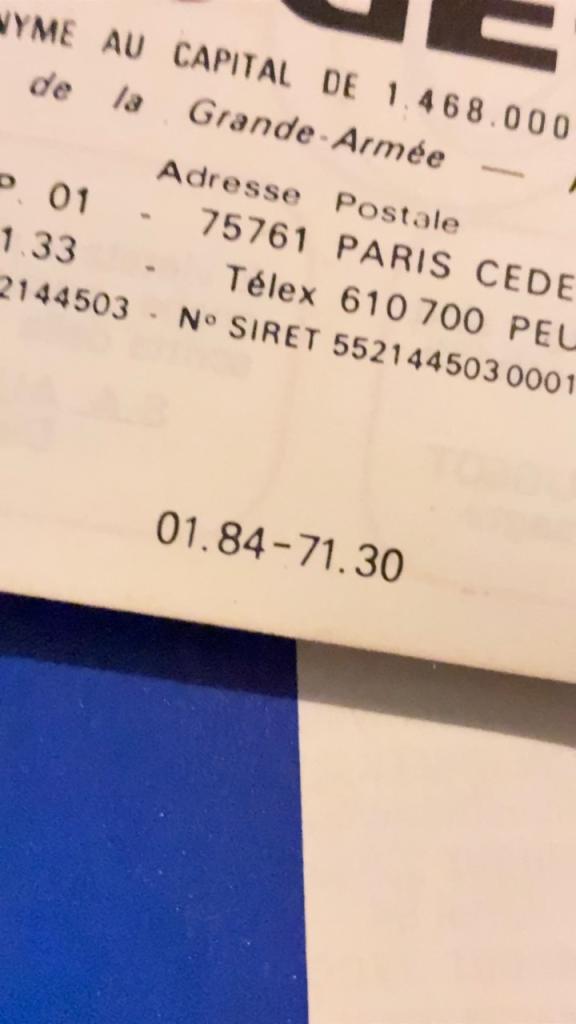 GE
NYME AU CAPITAL DE 1.468.000
de la Grande-Armée —
Adresse Postale
P. 01 - 75761 PARIS CEDE
1.33 - Télex 610 700 PEU
2144503 - N° SIRET 552144503 0001
01.84-71.30